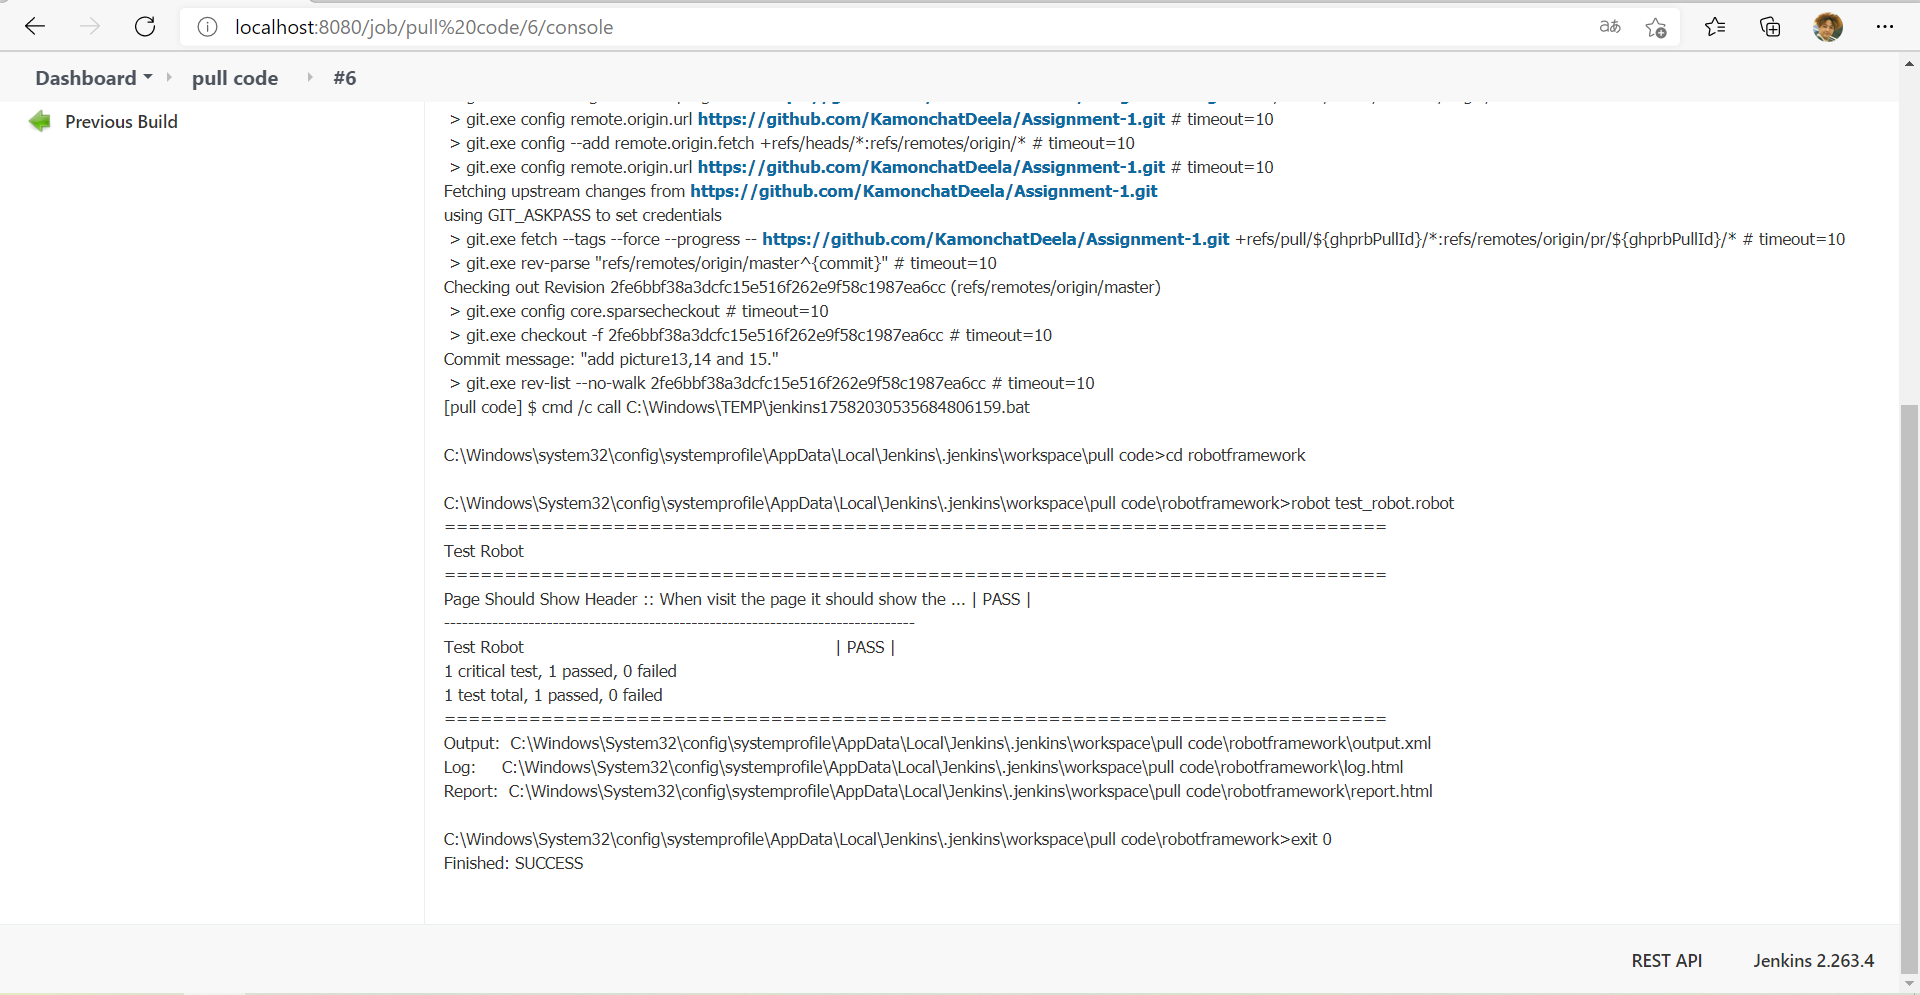 localhost:8080/job/pull%20code/6/console
aあ
Dashboard
pull code
#6
Previous Build
> git.exe config remote.origin.url https://github.com/KamonchatDeela/Assignment-1.git # timeout=10
> git.exe config --add remote.origin.fetch +refs/heads/*:refs/remotes/origin/* # timeout=10
> git.exe config remote.origin.url https://github.com/KamonchatDeela/Assignment-1.git # timeout=10
Fetching upstream changes from https://github.com/KamonchatDeela/Assignment-1.git
using GIT_ASKPASS to set credentials
> git.exe fetch --tags --force --progress -- https://github.com/KamonchatDeela/Assignment-1.git +refs/pull/${ghprbPullId}/*:refs/remotes/origin/pr/${ghprbPullId}/* # timeout=10
> git.exe rev-parse "refs/remotes/origin/master^{commit}" # timeout=10
Checking out Revision 2fe6bbf38a3dcfc15e516f262e9f58c1987ea6cc (refs/remotes/origin/master)
> git.exe config core.sparsecheckout # timeout=10
> git.exe checkout -f 2fe6bbf38a3dcfc15e516f262e9f58c1987ea6cc # timeout=10
Commit message: "add picture13,14 and 15."
> git.exe rev-list --no-walk 2fe6bbf38a3dcfc15e516f262e9f58c1987ea6cc # timeout=10
[pull code] $ cmd /c call C:\Windows\TEMP\jenkins17582030535684806159.bat
C:\Windows\system32\config\systemprofile\AppData\Local\Jenkins\.jenkins\workspace\pull code>cd robotframework
C:\Windows\System32\config\systemprofile\AppData\Local\Jenkins\.jenkins\workspace\pull code\robotframework>robot test_robot.robot
==============================================================================
Test Robot
==============================================================================
Page Should Show Header :: When visit the page it should show the ... | PASS |
------------------------------------------------------------------------------
Test Robot | PASS |
1 critical test, 1 passed, 0 failed
1 test total, 1 passed, 0 failed
==============================================================================
Output: C:\Windows\System32\config\systemprofile\AppData\Local\Jenkins\.jenkins\workspace\pull code\robotframework\output.xml
Log: C:\Windows\System32\config\systemprofile\AppData\Local\Jenkins\.jenkins\workspace\pull code\robotframework\log.html
Report: C:\Windows\System32\config\systemprofile\AppData\Local\Jenkins\.jenkins\workspace\pull code\robotframework\report.html
C:\Windows\System32\config\systemprofile\AppData\Local\Jenkins\.jenkins\workspace\pull code\robotframework>exit 0
Finished: SUCCESS
REST API
Jenkins 2.263.4